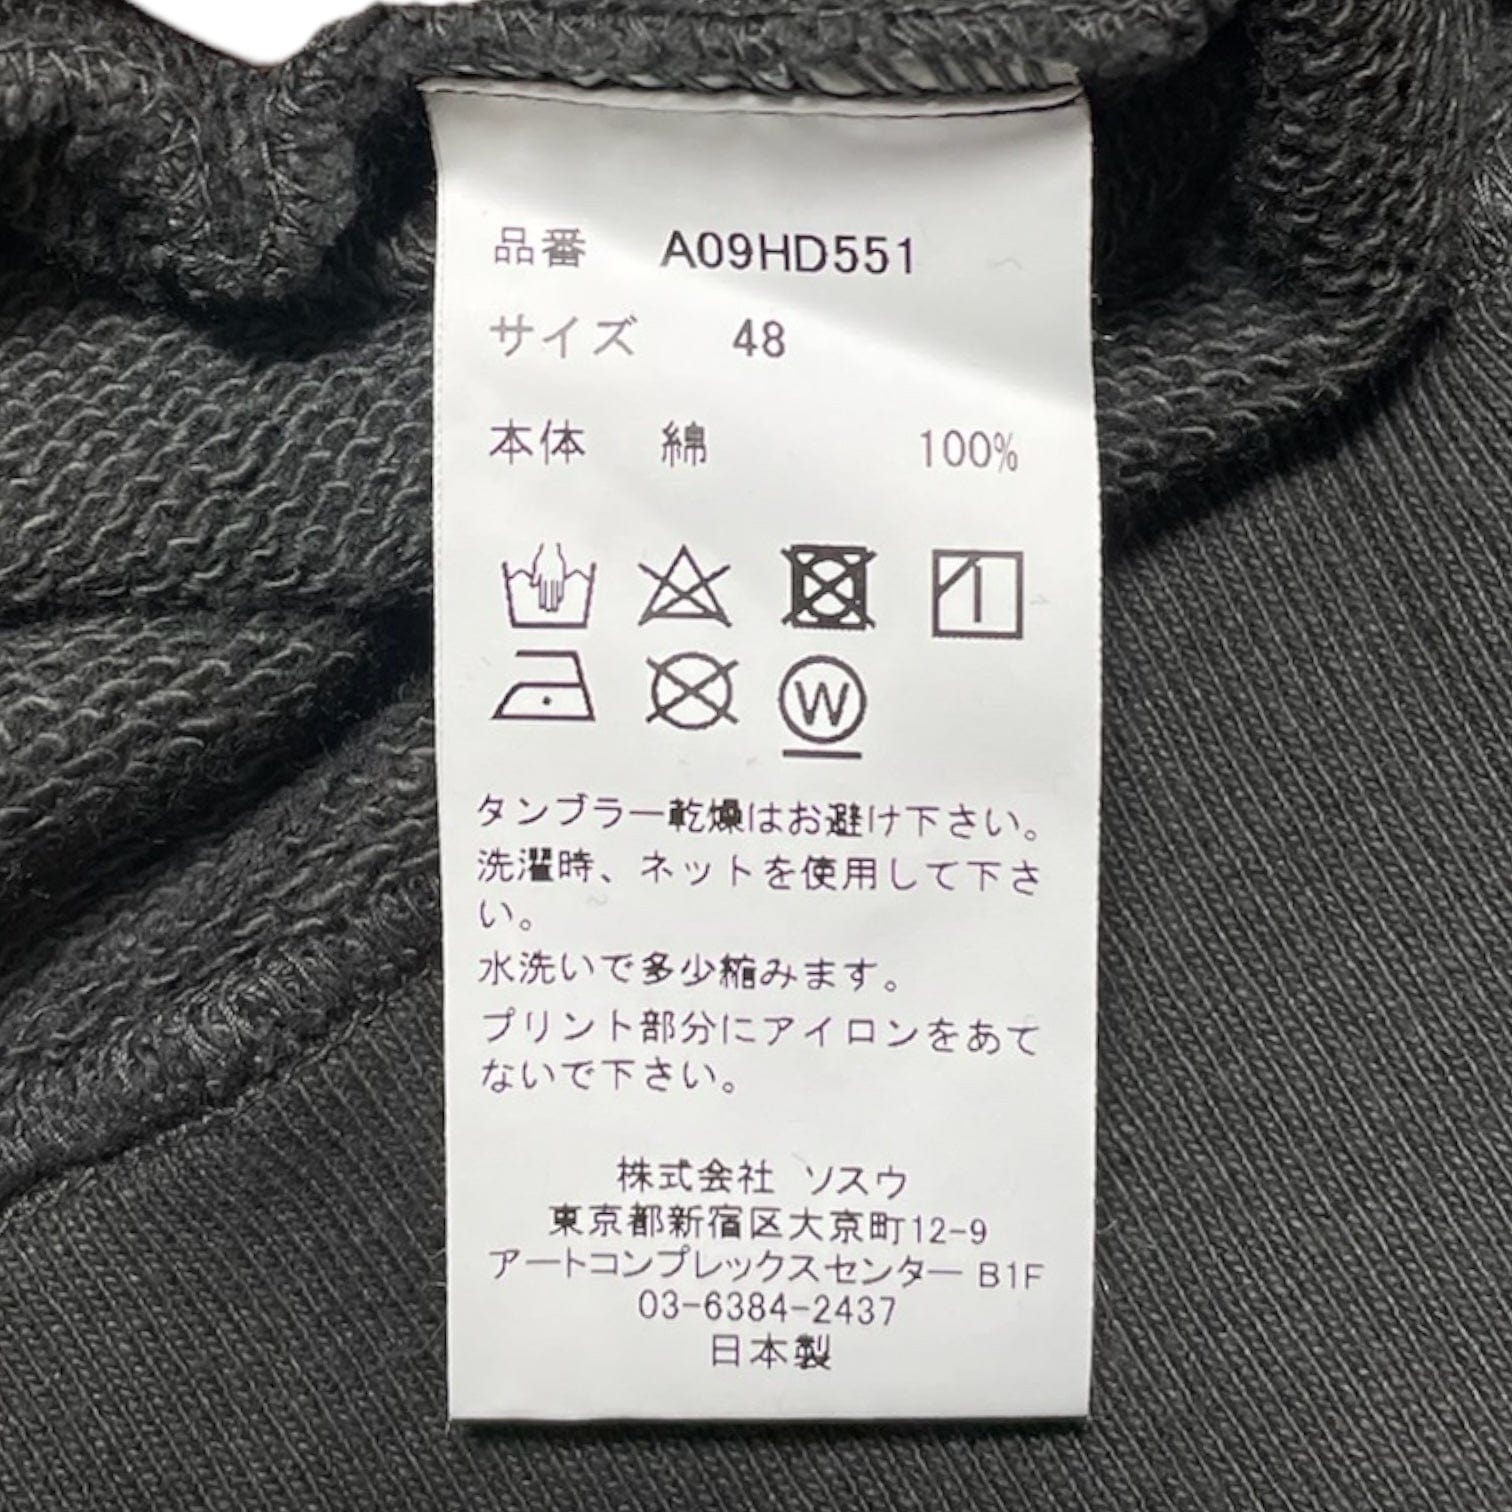 品番 A09HD551
サイズ 48
本体 綿 100%
W
タンブラー乾燥はお避け下さい。
洗濯時、ネットを使用して下さ
い。
水洗いで多少縮みます。
プリント部分にアイロンをあて
ないで下さい。
株式会社 ソスウ
東京都新宿区大京町12-9
アートコンプレックスセンター B1F
03-6384-2437
日本製